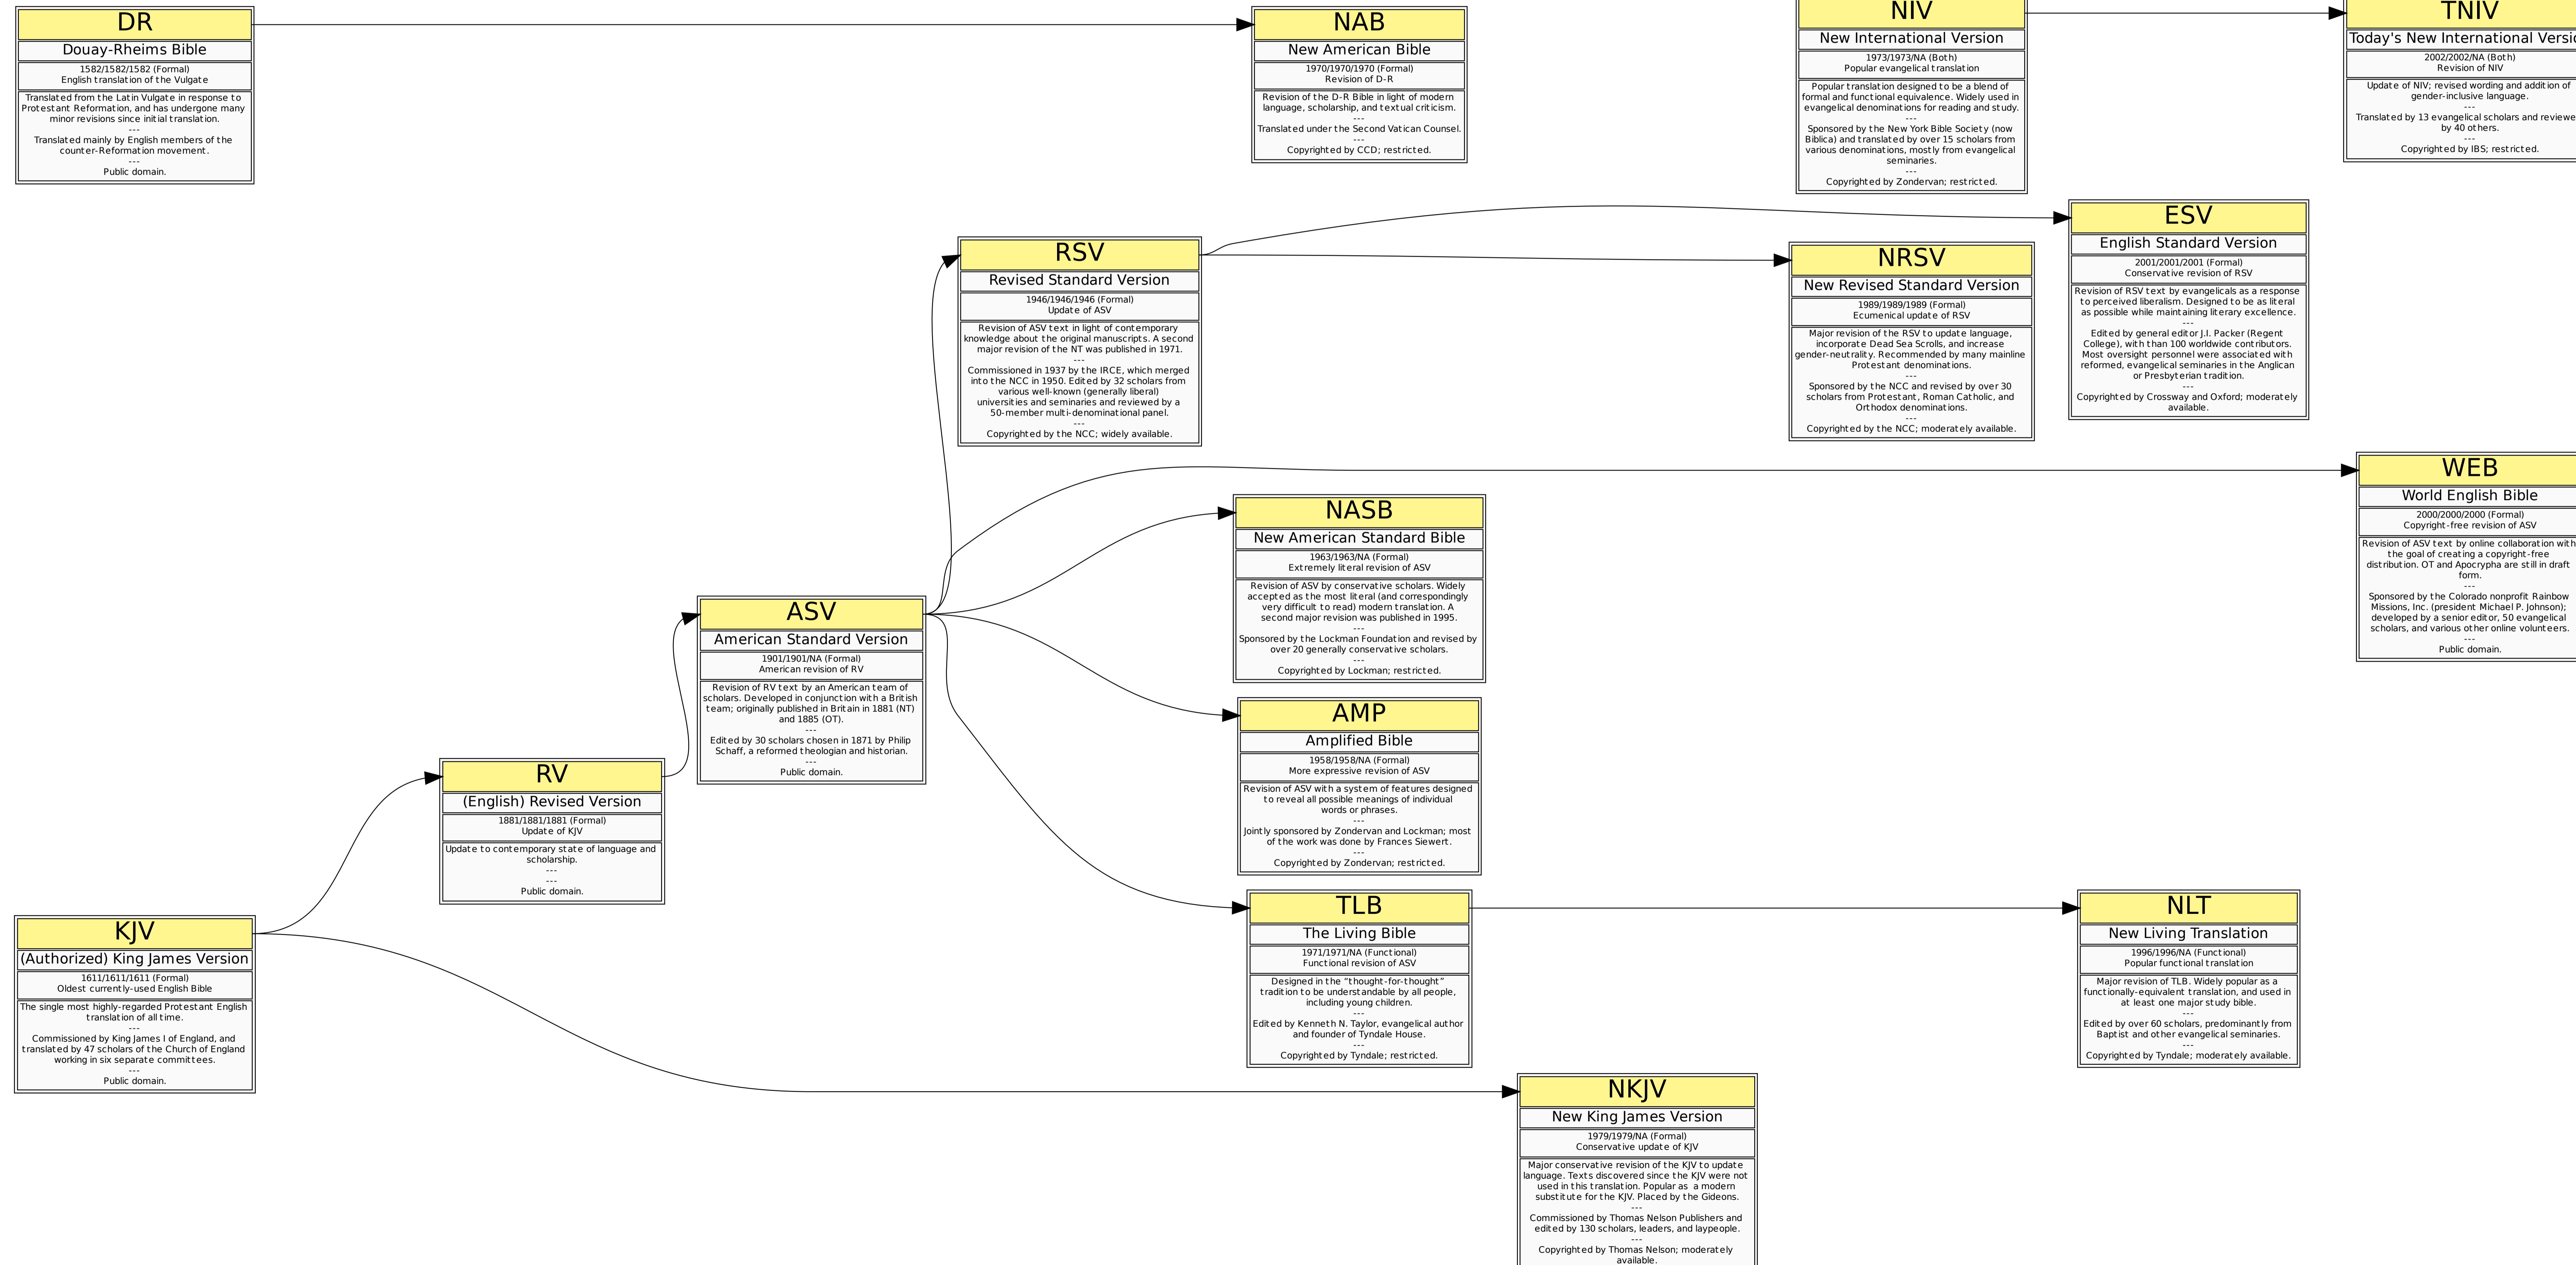 DR
Douay-Rheims Bible
1582/1582/1582 (Formal)
English translation of the Vulgate
Translated from the Latin Vulgate in response to
Protestant Reformation, and has undergone many
minor revisions since initial translation.
---
Translated mainly by English members of the
counter-Reformation movement.
---
Public domain.
NAB
New American Bible
1970/1970/1970 (Formal)
Revision of D-R
Revision of the D-R Bible in light of modern
language, scholarship, and textual criticism.
---
Translated under the Second Vatican Counsel.
---
Copyrighted by CCD; restricted.
NIV
New International Version
1973/1973/NA (Both)
Popular evangelical translation
Popular translation designed to be a blend of
formal and functional equivalence. Widely used in
evangelical denominations for reading and study.
---
Sponsored by the New York Bible Society (now
Biblica) and translated by over 15 scholars from
various denominations, mostly from evangelical
seminaries.
---
Copyrighted by Zondervan; restricted.
TNIV
Today's New International Versio
2002/2002/NA (Both)
Revision of NIV
Update of NIV; revised wording and addition of
gender-inclusive language.
---
Translated by 13 evangelical scholars and reviewe
by 40 others.
---
Copyrighted by IBS; restricted.
RSV
Revised Standard Version
1946/1946/1946 (Formal)
Update of ASV
Revision of ASV text in light of contemporary
knowledge about the original manuscripts. A second
major revision of the NT was published in 1971.
---
Commissioned in 1937 by the IRCE, which merged
into the NCC in 1950. Edited by 32 scholars from
various well-known (generally liberal)
universities and seminaries and reviewed by a
50-member multi-denominational panel.
---
Copyrighted by the NCC; widely available.
NRSV
New Revised Standard Version
1989/1989/1989 (Formal)
Ecumenical update of RSV
Major revision of the RSV to update language,
incorporate Dead Sea Scrolls, and increase
gender-neutrality. Recommended by many mainline
Protestant denominations.
---
Sponsored by the NCC and revised by over 30
scholars from Protestant, Roman Catholic, and
Orthodox denominations.
---
Copyrighted by the NCC; moderately available.
ESV
English Standard Version
2001/2001/2001 (Formal)
Conservative revision of RSV
Revision of RSV text by evangelicals as a response
to perceived liberalism. Designed to be as literal
as possible while maintaining literary excellence.
---
Edited by general editor J.I. Packer (Regent
College), with than 100 worldwide contributors.
Most oversight personnel were associated with
reformed, evangelical seminaries in the Anglican
or Presbyterian tradition.
---
Copyrighted by Crossway and Oxford; moderately
available.
WEB
World English Bible
2000/2000/2000 (Formal)
Copyright-free revision of ASV
Revision of ASV text by online collaboration with
the goal of creating a copyright-free
distribution. OT and Apocrypha are still in draft
form.
---
Sponsored by the Colorado nonprofit Rainbow
Missions, Inc. (president Michael P. Johnson);
developed by a senior editor, 50 evangelical
scholars, and various other online volunteers.
---
Public domain.
NASB
New American Standard Bible
1963/1963/NA (Formal)
Extremely literal revision of ASV
Revision of ASV by conservative scholars. Widely
accepted as the most literal (and correspondingly
very difficult to read) modern translation. A
second major revision was published in 1995.
---
Sponsored by the Lockman Foundation and revised by
over 20 generally conservative scholars.
---
Copyrighted by Lockman; restricted.
ASV
American Standard Version
1901/1901/NA (Formal)
American revision of RV
Revision of RV text by an American team of
scholars. Developed in conjunction with a British
team; originally published in Britain in 1881 (NT)
and 1885 (OT).
---
Edited by 30 scholars chosen in 1871 by Philip
Schaff, a reformed theologian and historian.
---
Public domain.
AMP
Amplified Bible
1958/1958/NA (Formal)
More expressive revision of ASV
Revision of ASV with a system of features designed
to reveal all possible meanings of individual
words or phrases.
---
Jointly sponsored by Zondervan and Lockman; most
of the work was done by Frances Siewert.
---
Copyrighted by Zondervan; restricted.
RV
(English) Revised Version
1881/1881/1881 (Formal)
Update of KJV
Update to contemporary state of language and
scholarship.
---
---
Public domain.
KJV
(Authorized) King James Version
1611/1611/1611 (Formal)
Oldest currently-used English Bible
The single most highly-regarded Protestant English
translation of all time.
---
Commissioned by King James I of England, and
translated by 47 scholars of the Church of England
working in six separate committees.
---
Public domain.
TLB
The Living Bible
1971/1971/NA (Functional)
Functional revision of ASV
Designed in the “thought-for-thought”
tradition to be understandable by all people,
including young children.
---
Edited by Kenneth N. Taylor, evangelical author
and founder of Tyndale House.
---
Copyrighted by Tyndale; restricted.
NLT
New Living Translation
1996/1996/NA (Functional)
Popular functional translation
Major revision of TLB. Widely popular as a
functionally-equivalent translation, and used in
at least one major study bible.
---
Edited by over 60 scholars, predominantly from
Baptist and other evangelical seminaries.
---
Copyrighted by Tyndale; moderately available.
NKJV
New King James Version
1979/1979/NA (Formal)
Conservative update of KJV
Major conservative revision of the KJV to update
language. Texts discovered since the KJV were not
used in this translation. Popular as a modern
substitute for the KJV. Placed by the Gideons.
---
Commissioned by Thomas Nelson Publishers and
edited by 130 scholars, leaders, and laypeople.
---
Copyrighted by Thomas Nelson; moderately
available.